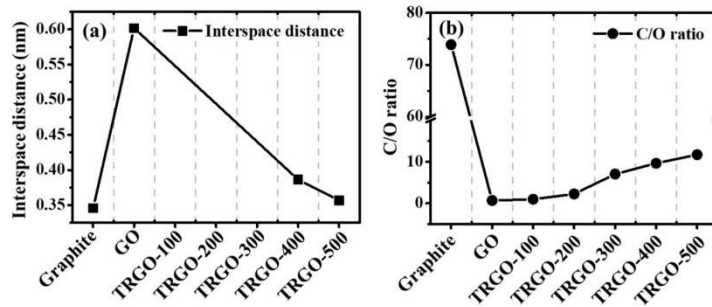 (a)
Interspace distance
Interspace distance (nm)
0.60
0.55
0.50
0.45
0.40
0.35
Graphite
GO
TRGO-100
TRGO-200
TRGO-300
TRGO-400
TRGO-500
(b)
C/O ratio
C/O ratio
80
70
60
10
0
Graphite
GO
TRGO-100
TRGO-200
TRGO-300
TRGO-400
TRGO-500